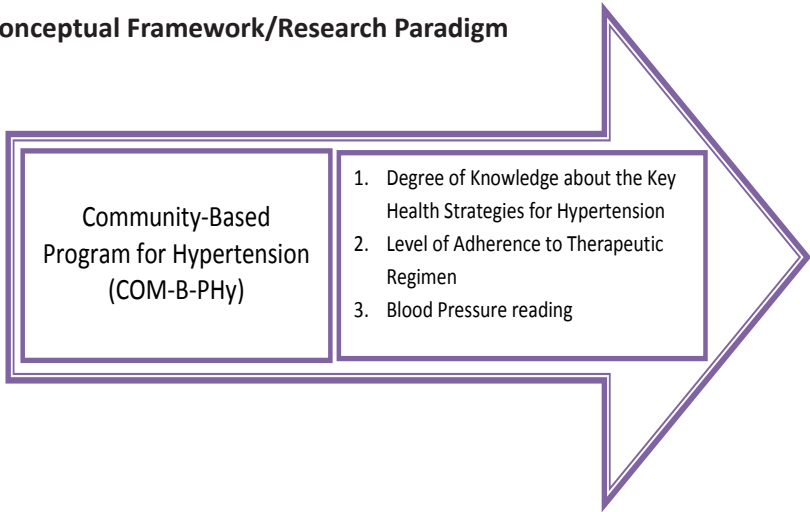 onceptual Framework/Research Paradigm
Community-Based
Program for Hypertension
(COM-B-PHy)
1. Degree of Knowledge about the Key
Health Strategies for Hypertension
2. Level of Adherence to Therapeutic
Regimen
3. Blood Pressure reading